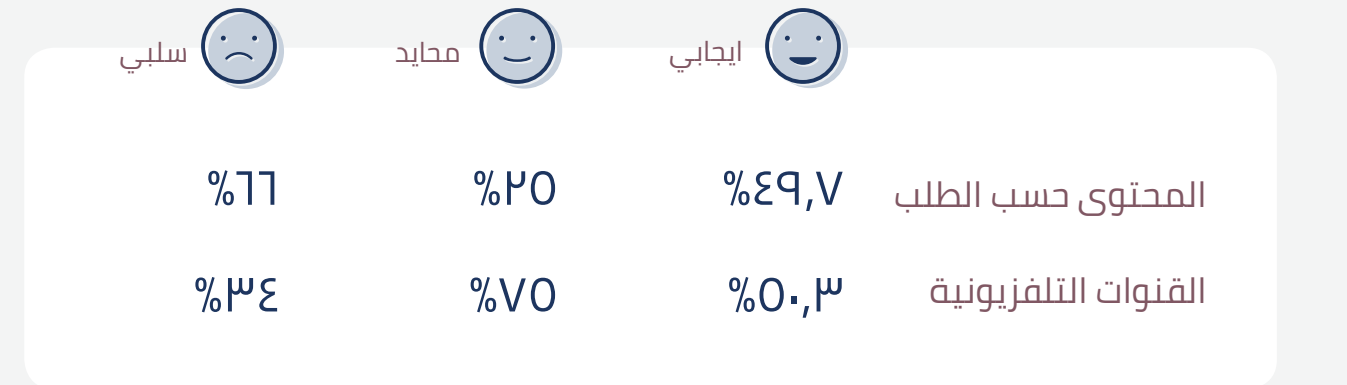 ايجابي محايد سلبي
المحتوى حسب الطلب ٤٩,٧% ٢٥% ٦٦%
القنوات التلفزيونية ٥٠,٣% ٧٥% ٣٤%